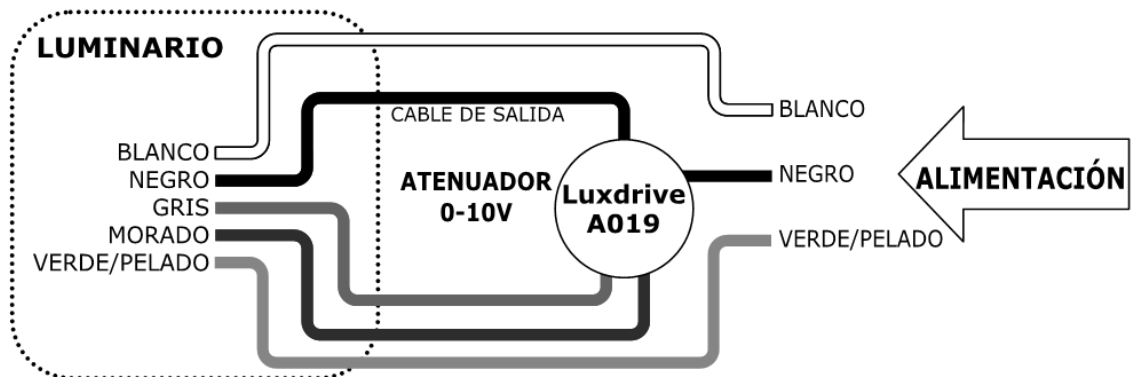 LUMINARIO
BLANCO
NEGRO
GRIS
MORADO
VERDE/PELADO
CABLE DE SALIDA
ATENUADOR
0-10V
Luxdrive
A019
BLANCO
NEGRO
VERDE/PELADO
ALIMENTACIÓN